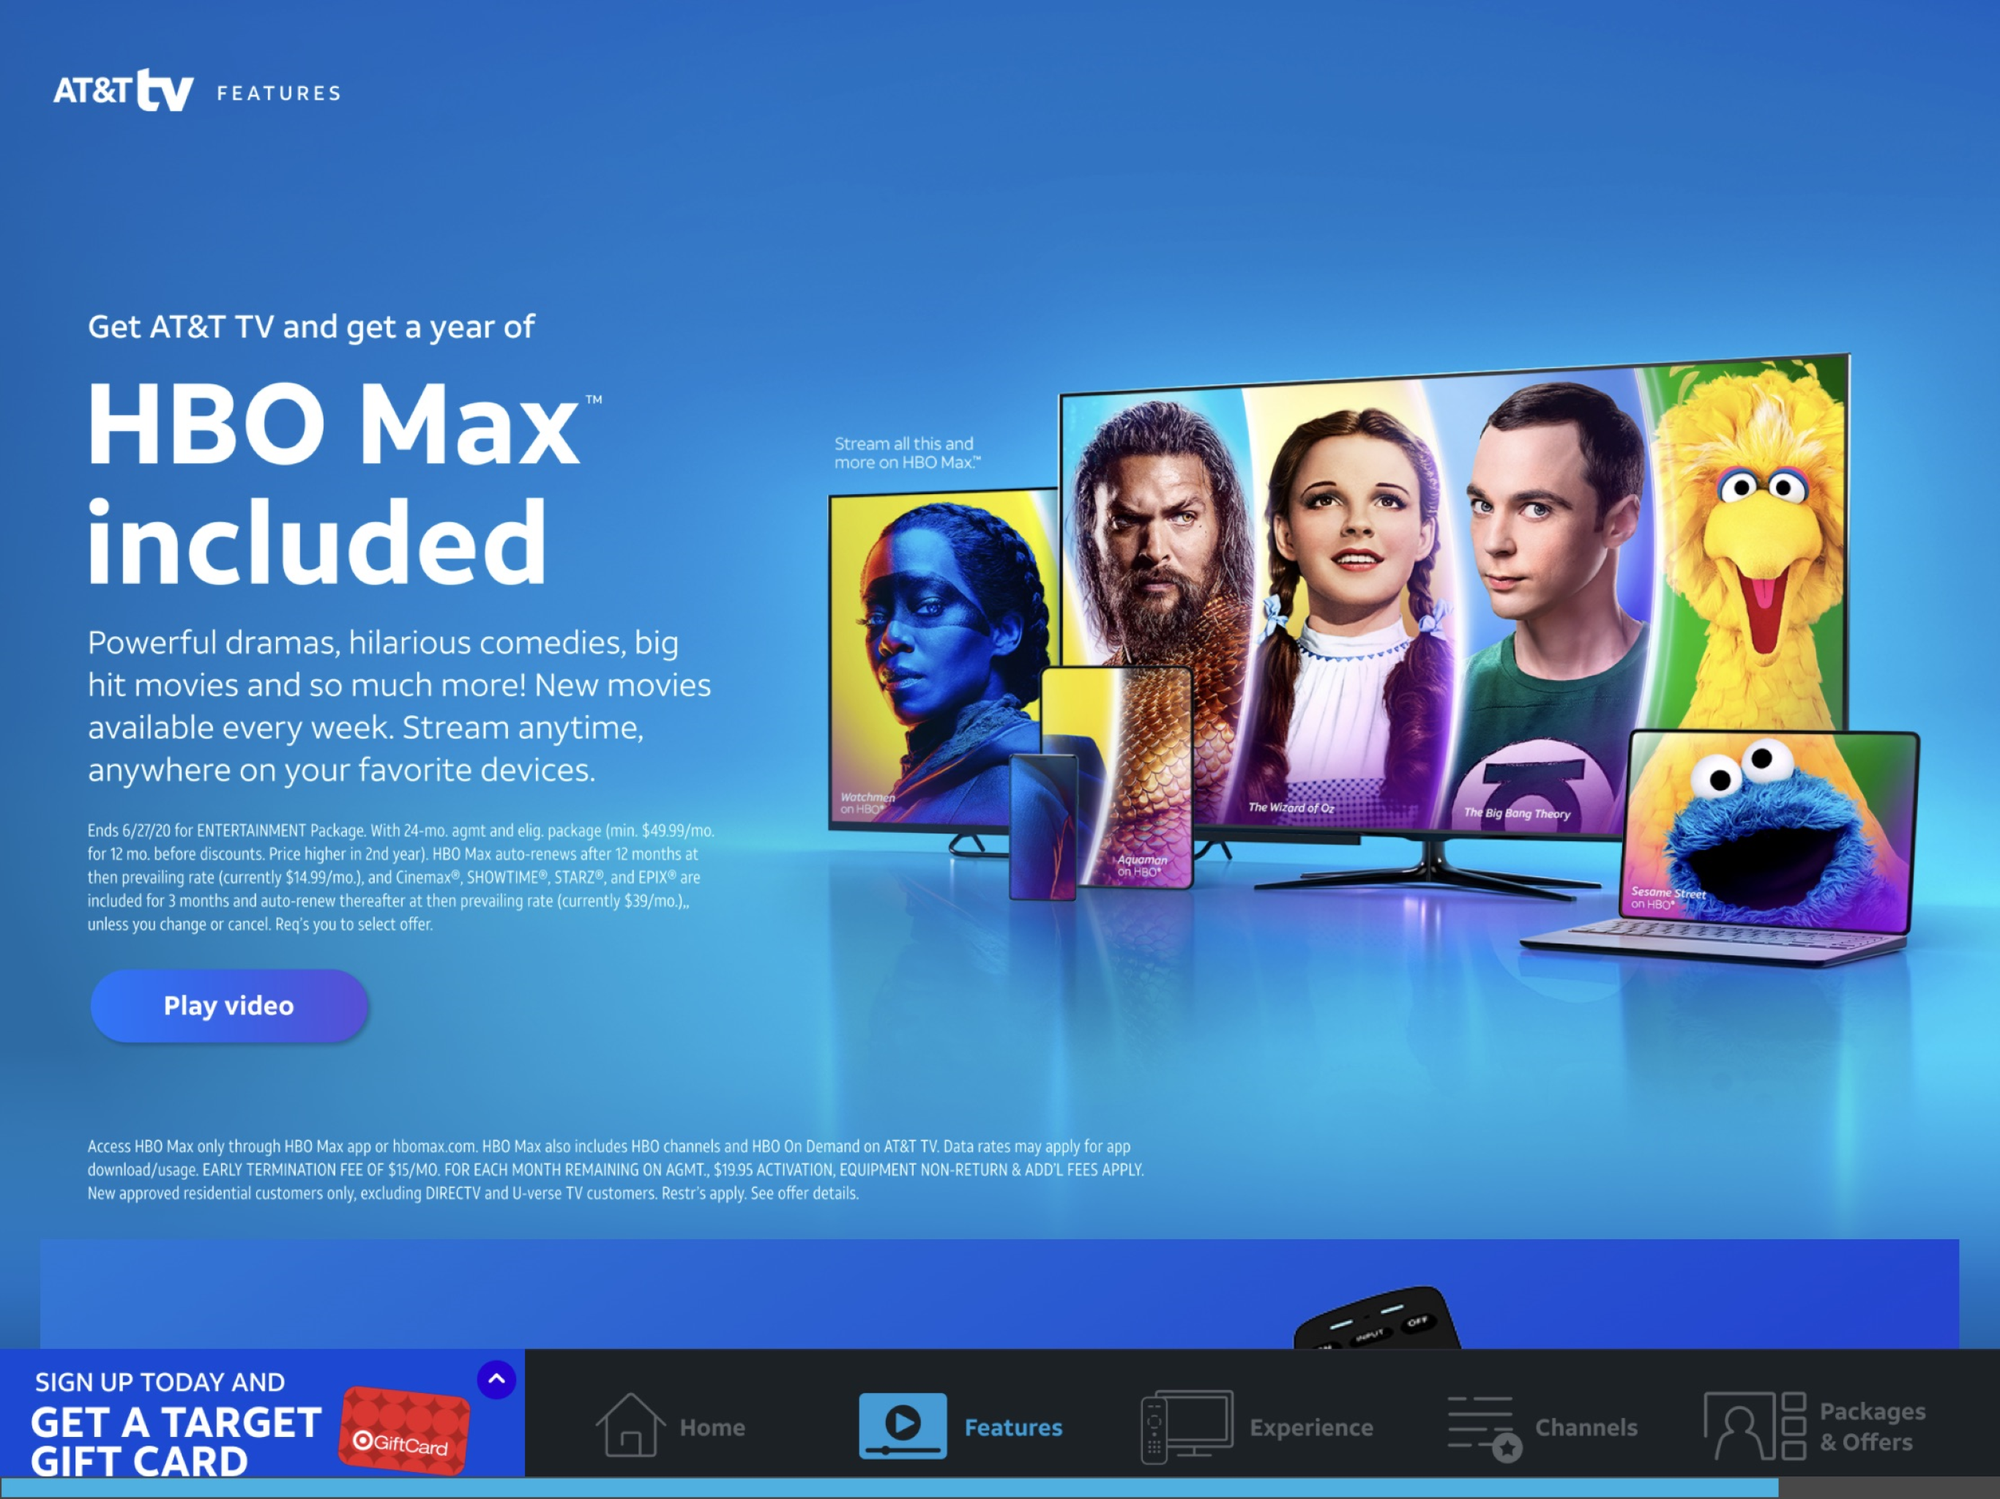 AT&T tv FEATURES
Get AT&T TV and get a year of
HBO Max™
included
Powerful dramas, hilarious comedies, big
hit movies and so much more! New movies
available every week. Stream anytime,
anywhere on your favorite devices.
Ends 6/27/20 for ENTERTAINMENT Package. With 24-mo. agmt and elig. package (min. $49.99/mo.
for 12 mo. before discounts. Price higher in 2nd year). HBO Max auto-renews after 12 months at
then prevailing rate (currently $14.99/mo.), and Cinemax®, SHOWTIME®, STARZ®, and EPIX® are
included for 3 months and auto-renew thereafter at then prevailing rate (currently $39/mo.),,
unless you change or cancel. Req's you to select offer.
Play video
Stream all this and
more on HBO Max.™
Watchmen
on HBO®
Aquaman
on HBO®
The Wizard of Oz
The Big Bang Theory
Sesame Street
on HBO®
Access HBO Max only through HBO Max app or hbomax.com. HBO Max also includes HBO channels and HBO On Demand on AT&T TV. Data rates may apply for app
download/usage. EARLY TERMINATION FEE OF $15/MO. FOR EACH MONTH REMAINING ON AGMT., $19.95 ACTIVATION, EQUIPMENT NON-RETURN & ADD'L FEES APPLY.
New approved residential customers only, excluding DIRECTV and U-verse TV customers. Restr's apply. See offer details.
INPUT
OFF
SIGN UP TODAY AND
GET A TARGET
GIFT CARD
GiftCard
Home
Features
Experience
Channels
Packages
& Offers